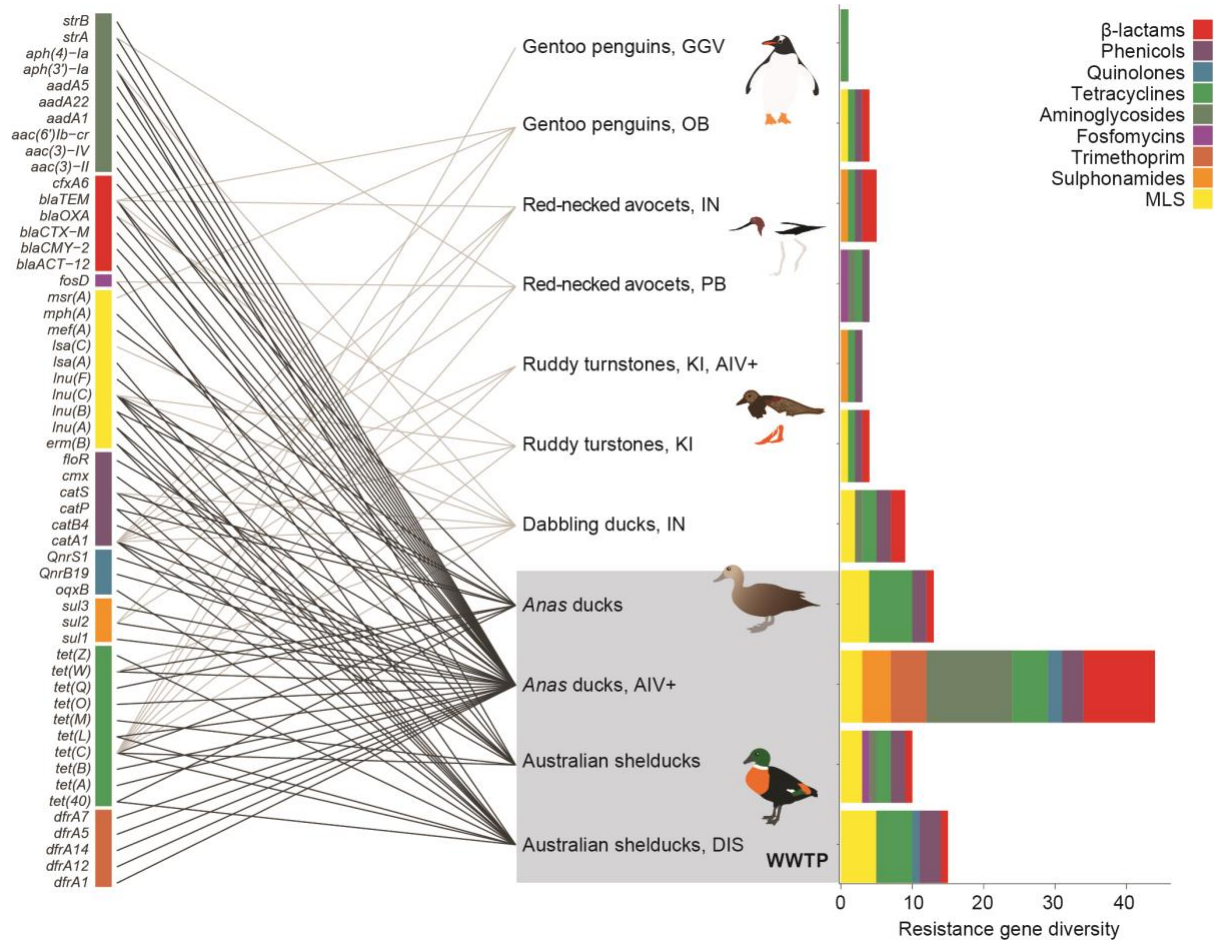 strB
strA
aph(4)−Ia
aph(3')−Ia
aadA5
aadA22
aadA1
aac(6')Ib−cr
aac(3)−IV
aac(3)−II
cfxA6
blaTEM
blaOXA
blaCTX−M
blaCMY−2
blaACT−12
fosD
msr(A)
mph(A)
mef(A)
lsa(C)
lsa(A)
lnu(F)
lnu(C)
lnu(B)
lnu(A)
erm(B)
floR
cmx
catS
catP
catB4
catA1
QnrS1
QnrB19
oqxB
sul3
sul2
sul1
tet(Z)
tet(W)
tet(Q)
tet(O)
tet(M)
tet(L)
tet(C)
tet(B)
tet(A)
tet(40)
dfrA7
dfrA5
dfrA14
dfrA12
dfrA1
Gentoo penguins, GGV
Gentoo penguins, OB
Red-necked avocets, IN
Red-necked avocets, PB
Ruddy turnstones, KI, AIV+
Ruddy turstones, KI
Dabbling ducks, IN
Anas ducks
Anas ducks, AIV+
Australian shelducks
Australian shelducks, DIS
WWTP
β-lactams
Phenicols
Quinolones
Tetracyclines
Aminoglycosides
Fosfomycins
Trimethoprim
Sulphonamides
MLS
0 10 20 30 40
Resistance gene diversity